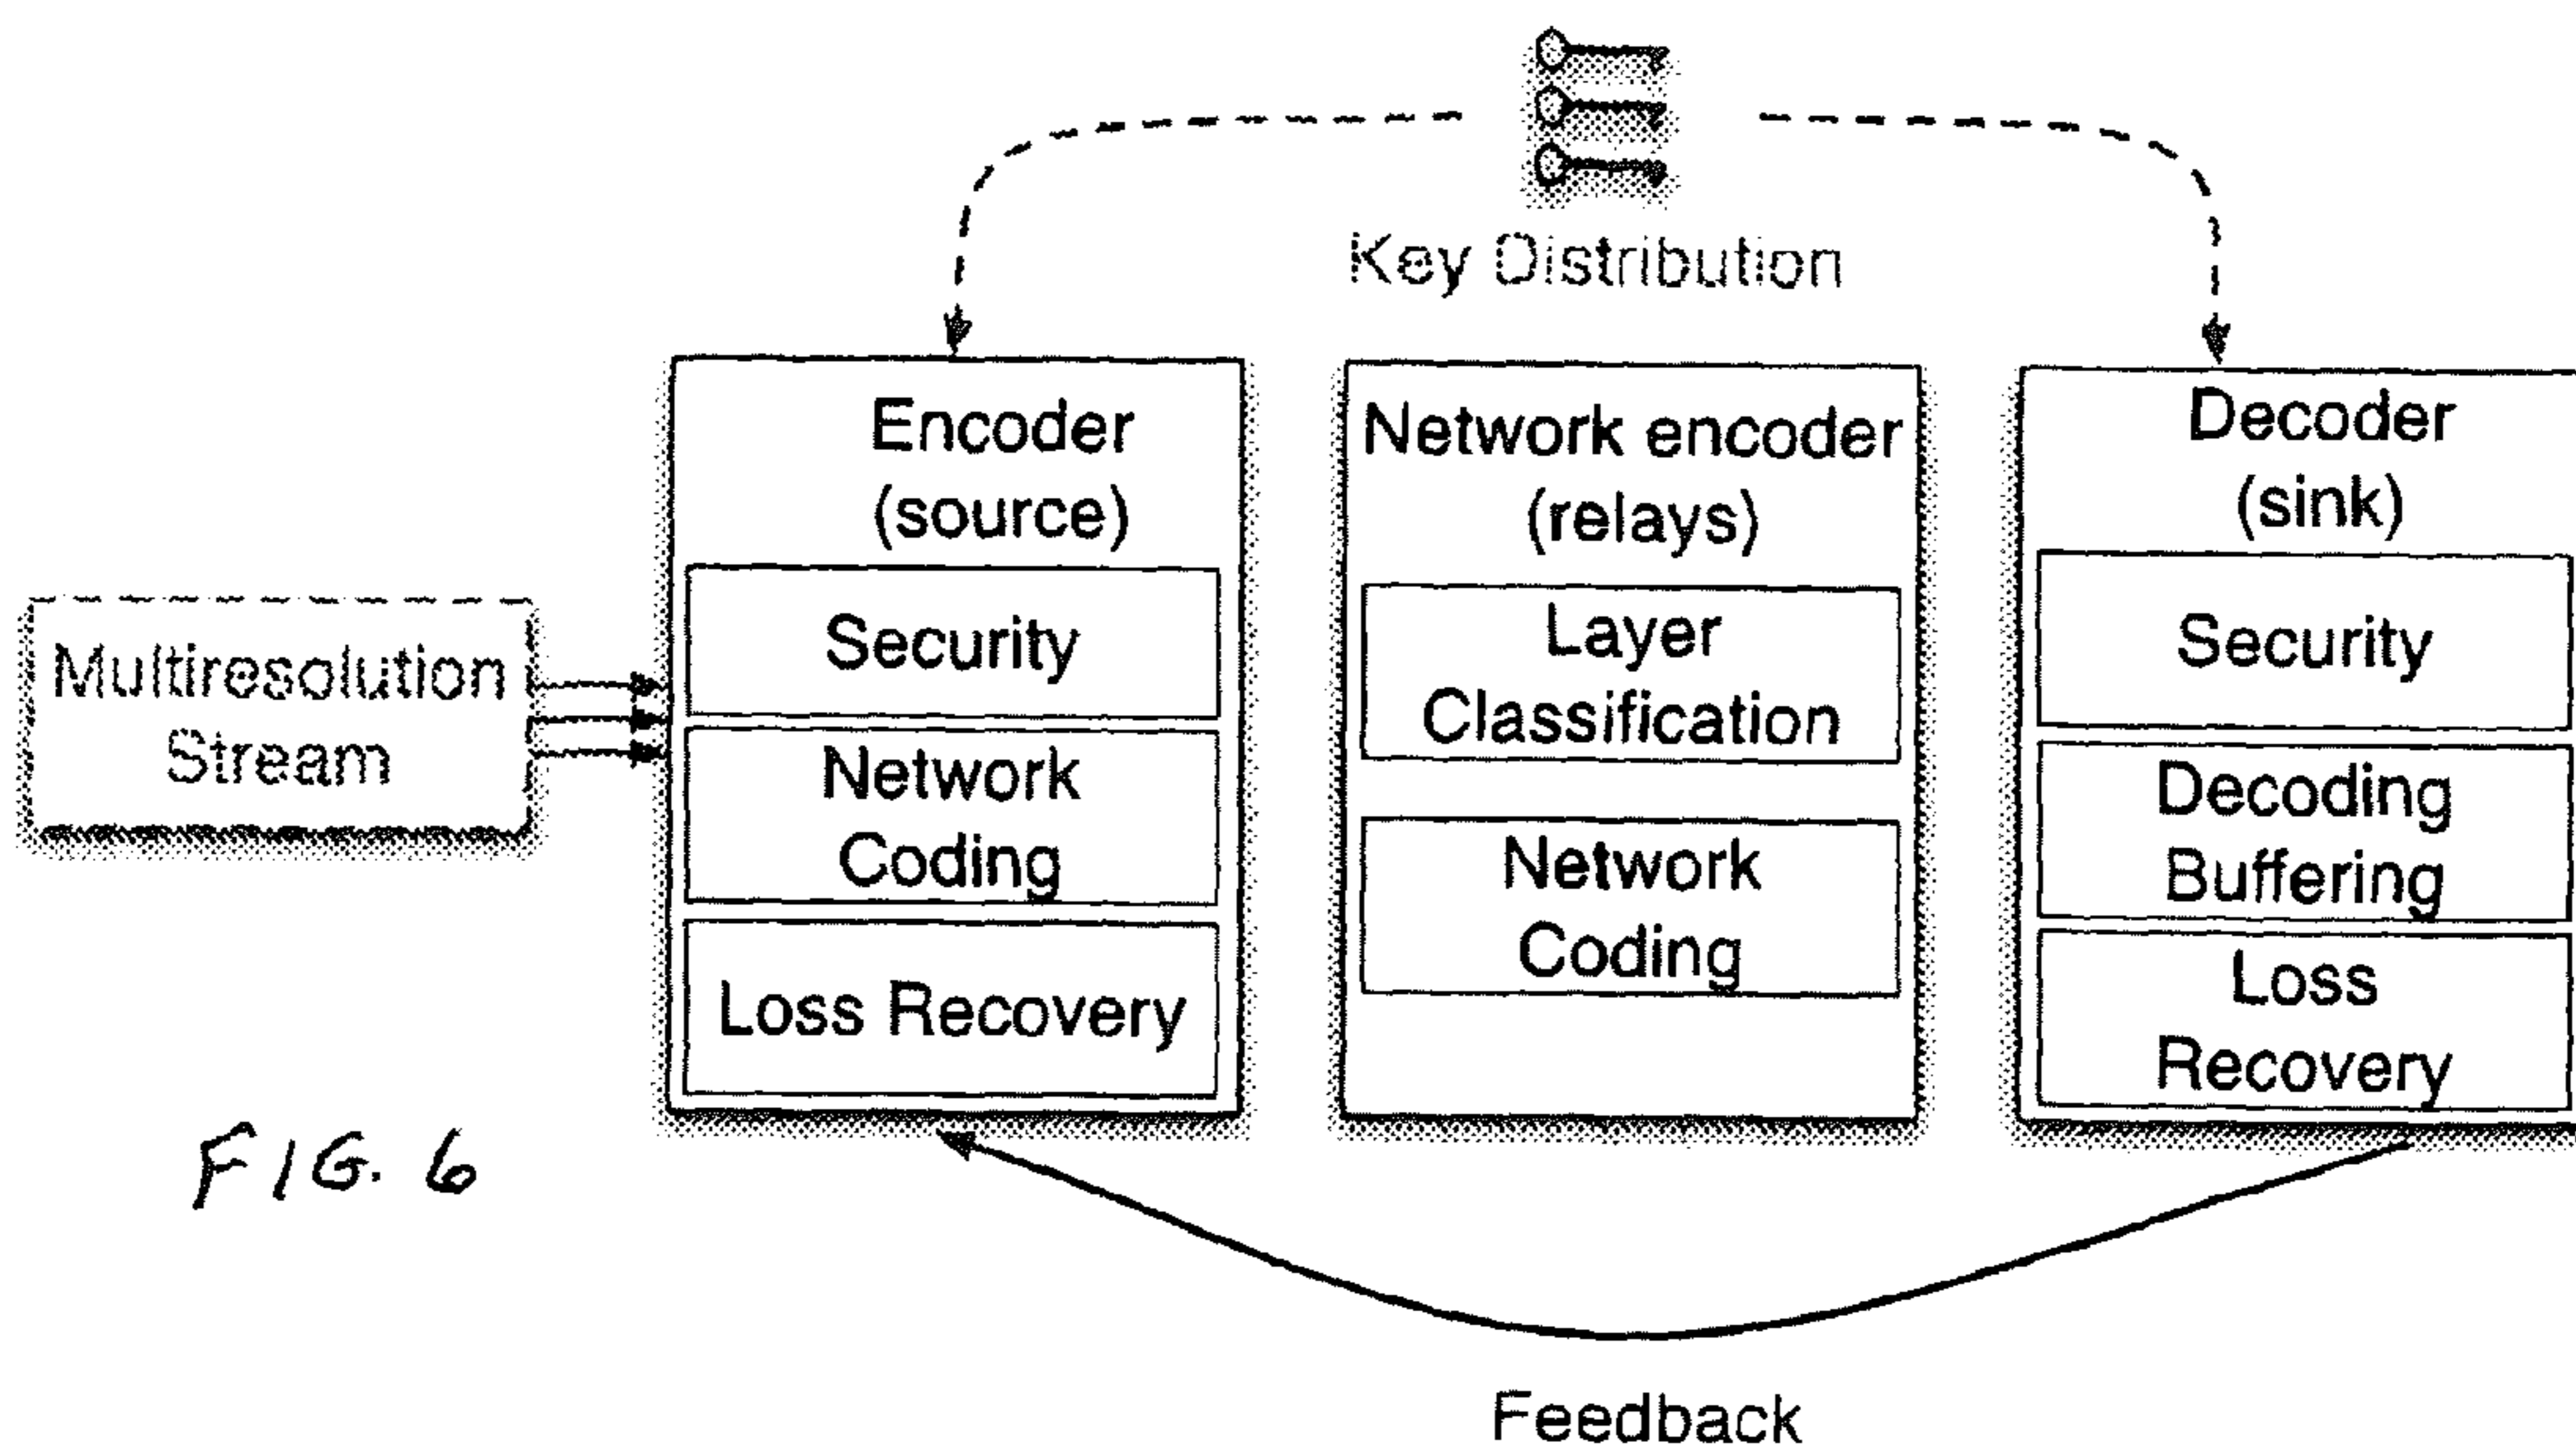 Key Distribution
Multiresolution
Stream
Encoder
(source)
Security
Network
Coding
Loss Recovery
Network encoder
(relays)
Layer
Classification
Network
Coding
Decoder
(sink)
Security
Decoding
Buffering
Loss
Recovery
FIG. 6
Feedback